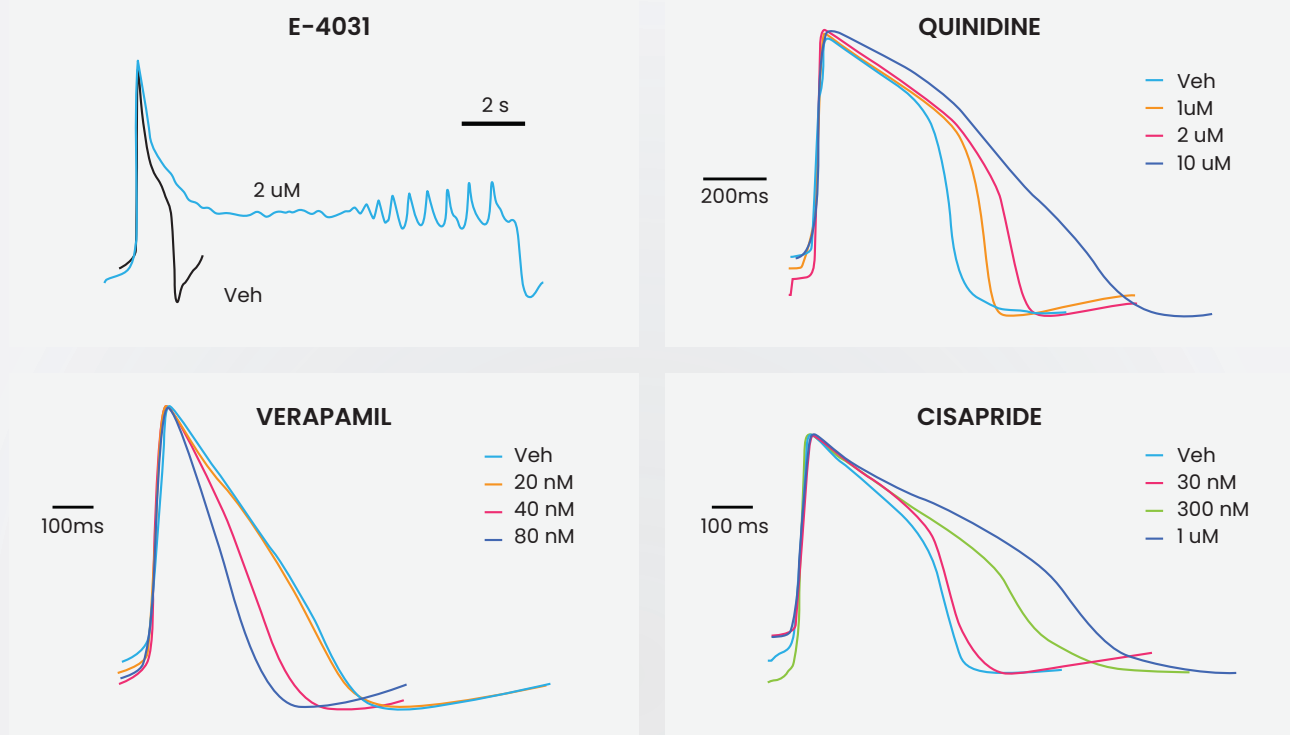 E-4031
2 s
2 uM
Veh
QUINIDINE
Veh
1uM
2 uM
10 uM
200ms
VERAPAMIL
Veh
20 nM
40 nM
80 nM
100ms
CISAPRIDE
Veh
30 nM
300 nM
1 uM
100 ms